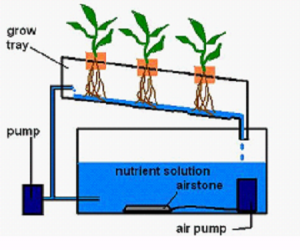 grow
tray
pump
nutrient solution
airstone
air pump